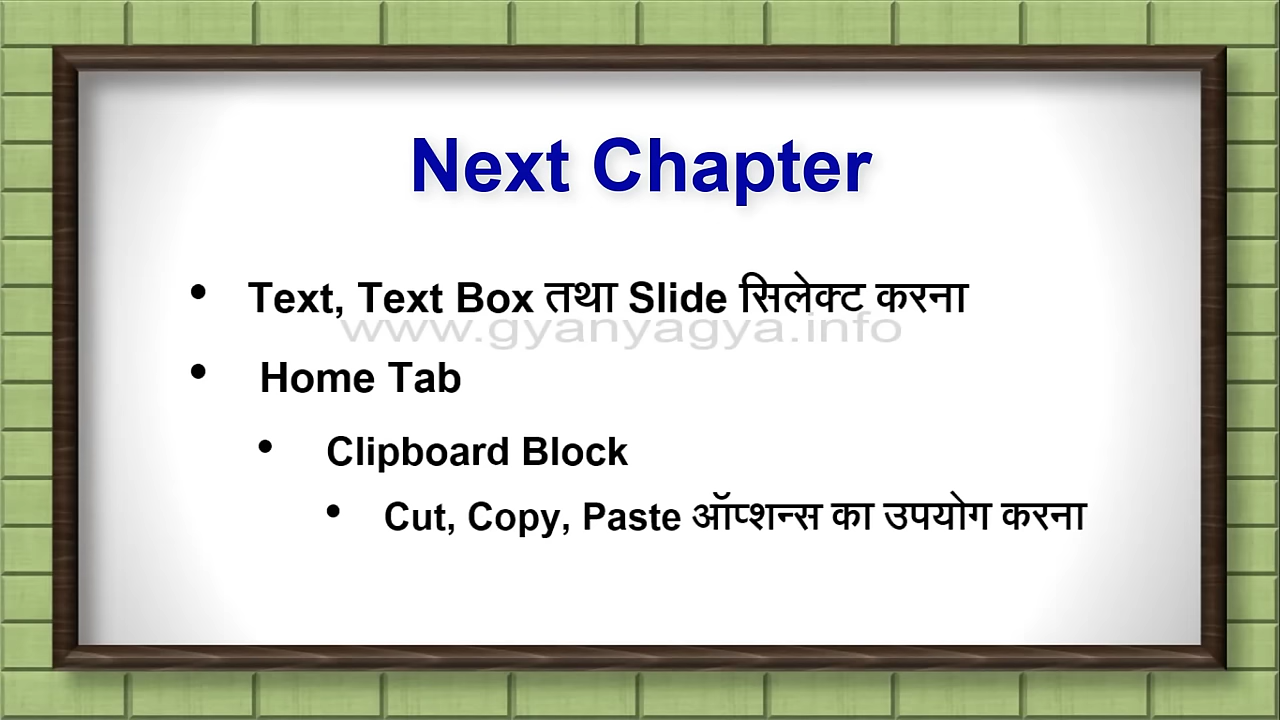 Next Chapter
• Text, Text Box तथा Slide सिलेक्ट करना
www.gyanyagya.info
• Home Tab
• Clipboard Block
• Cut, Copy, Paste ऑप्शन्स का उपयोग करना